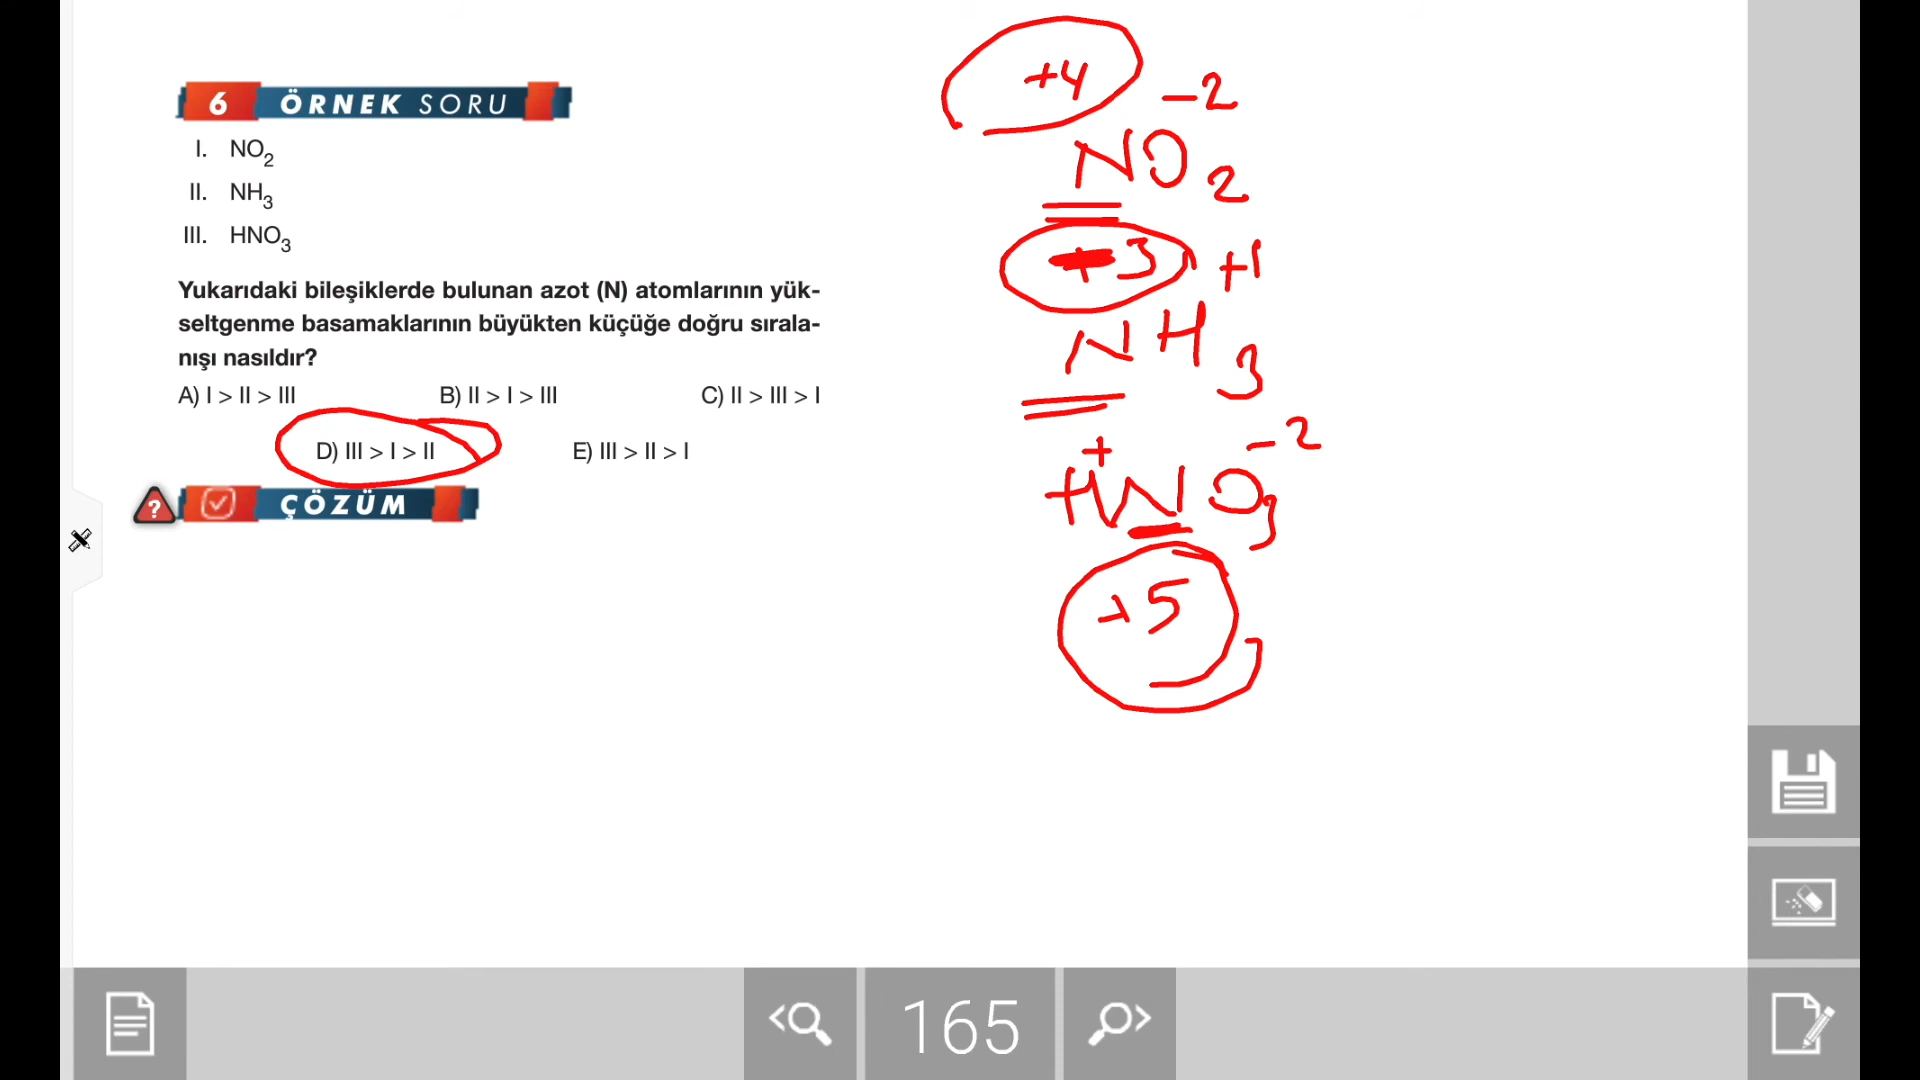 6 ÖRNEK SORU
I. NO2
II. NH3
III. HNO3
Yukarıdaki bileşiklerde bulunan azot (N) atomlarının yük-
seltgenme basamaklarının büyükten küçüğe doğru sırala-
nışı nasıldır?
A) I > II > III B) II > I > III C) II > III > I
D) III > I > II E) III > II > I
? ÇÖZÜM
+4 -2
NO2
-3 +1
NH3
+ -2
HNO3
+5
165